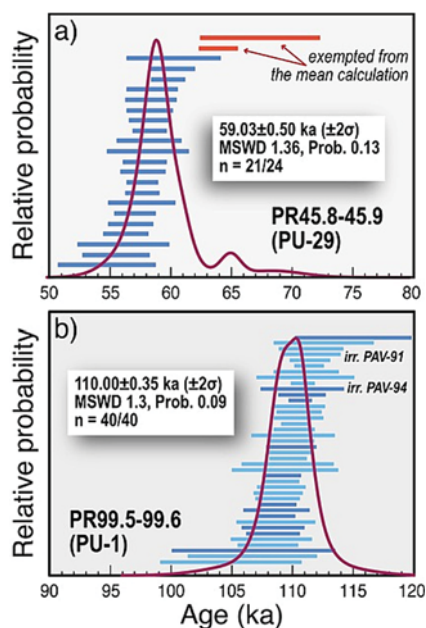 a)
exempted from
the mean calculation
59.03±0.50 ka (±2σ)
MSWD 1.36, Prob. 0.13
n = 21/24
PR45.8-45.9
(PU-29)
Relative probability
50 55 60 65 70 75 80
b)
irr. PAV-91
110.00±0.35 ka (±2σ)
MSWD 1.3, Prob. 0.09
n = 40/40
irr. PAV-94
PR99.5-99.6
(PU-1)
Relative probability
90 95 100 105 110 115 120
Age (ka)